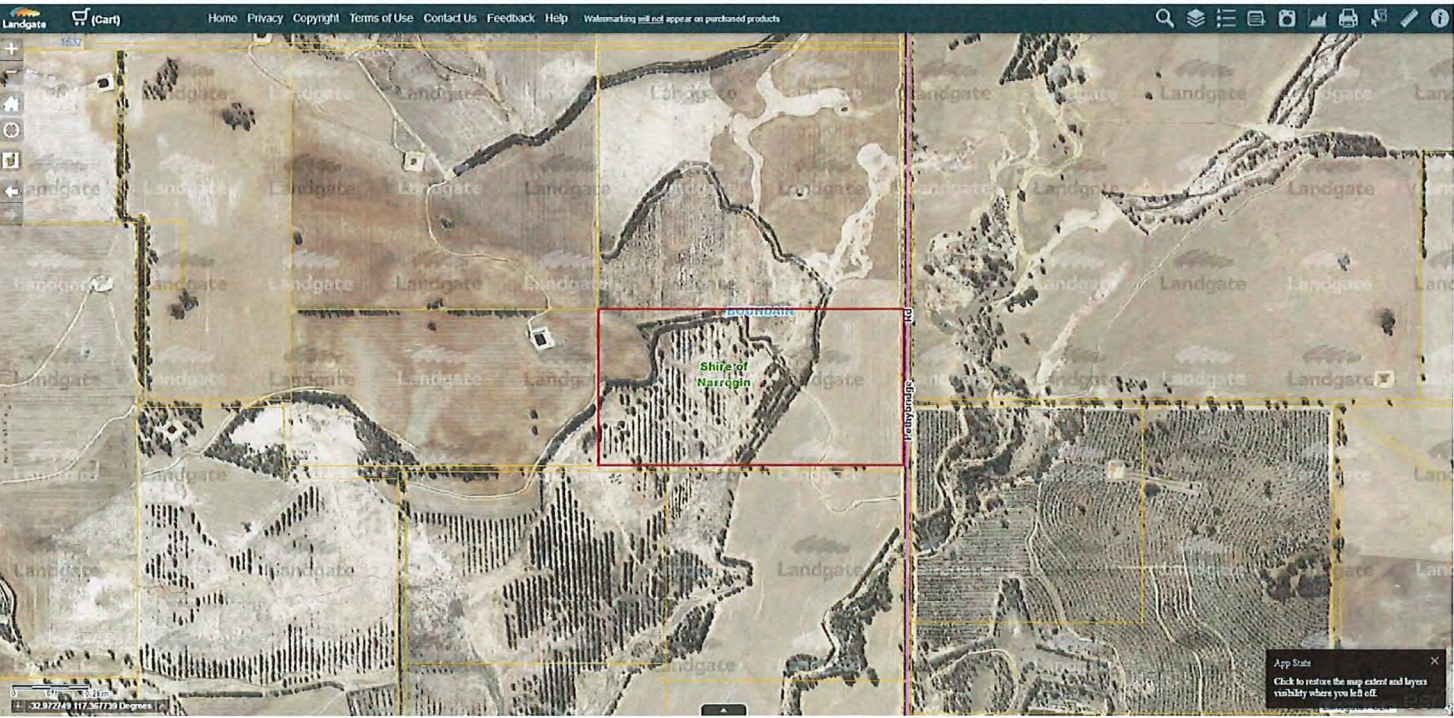 Landgate
(Cart)
Home Privacy Copyright Terms of Use Contact Us Feedback Help Watermarking will not appear on purchased products
1632
BOUNDAIN
Shire of
Narrogin
Rd
Pethybridge
App State
Click to restore the map extent and layers
visibility where you left off.
-32.972749 117.367739 Degrees